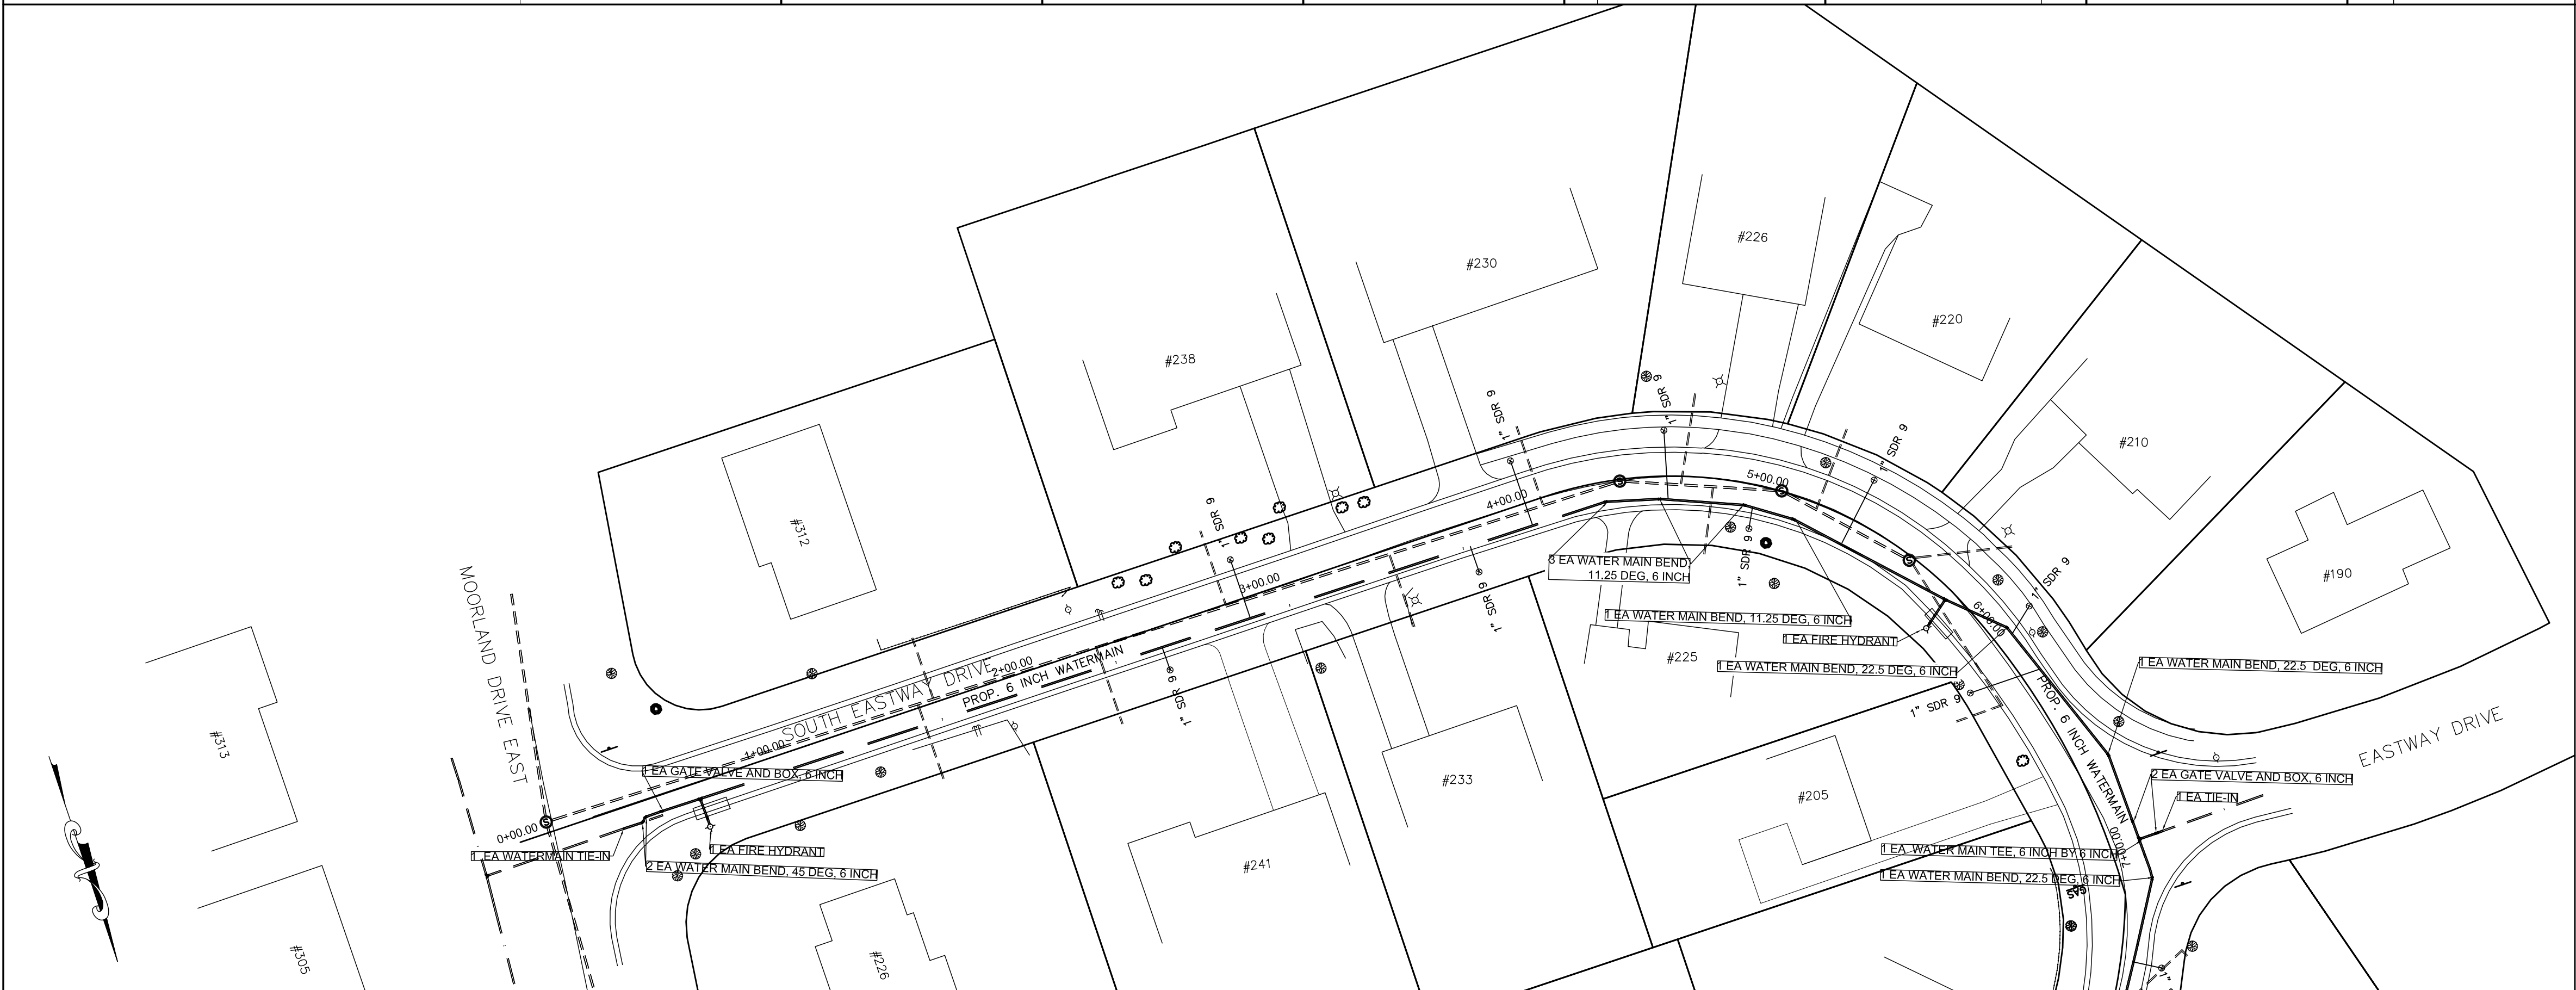 #226
#230
#220
#238
#210
#190
#312
#313
#305
#225
#205
#233
#241
#226
1" SDR 9
1" SDR 9
1" SDR 9
1" SDR 9
1" SDR 9
1" SDR 9
1" SDR 9
1" SDR 9
1" SDR 9
MOORLAND DRIVE EAST
SOUTH EASTWAY DRIVE
EASTWAY DRIVE
PROP. 6 INCH WATERMAIN
PROP. 6 INCH WATERMAIN
0+00.00
1+00.00
2+00.00
3+00.00
4+00.00
5+00.00
6+00.00
7+00.00
3 EA WATER MAIN BEND,
11.25 DEG, 6 INCH
1 EA WATER MAIN BEND, 11.25 DEG, 6 INCH
1 EA FIRE HYDRANT
1 EA WATER MAIN BEND, 22.5 DEG, 6 INCH
1 EA WATER MAIN BEND, 22.5 DEG, 6 INCH
2 EA GATE VALVE AND BOX, 6 INCH
1 EA TIE-IN
1 EA WATER MAIN TEE, 6 INCH BY 6 INCH
1 EA WATER MAIN BEND, 22.5 DEG, 6 INCH
1 EA GATE VALVE AND BOX, 6 INCH
1 EA WATERMAIN TIE-IN
1 EA FIRE HYDRANT
2 EA WATER MAIN BEND, 45 DEG, 6 INCH
S
S
S
S
GAS
1"